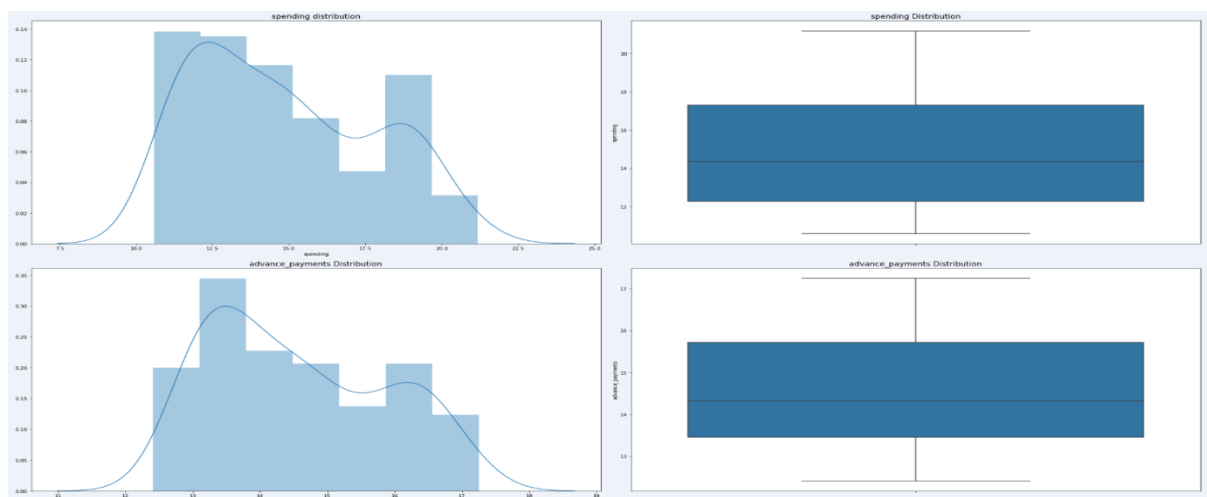 spending distribution
0.14
0.12
0.10
0.08
0.06
0.04
0.02
0.00
7.5 10.0 12.5 15.0 17.5 20.0 22.5 25.0
spending
spending Distribution
20
18
16
14
12
spending
advance_payments Distribution
0.35
0.30
0.25
0.20
0.15
0.10
0.05
0.00
11 12 13 14 15 16 17 18 19
advance_payments Distribution
17
16
15
14
13
advance_payments